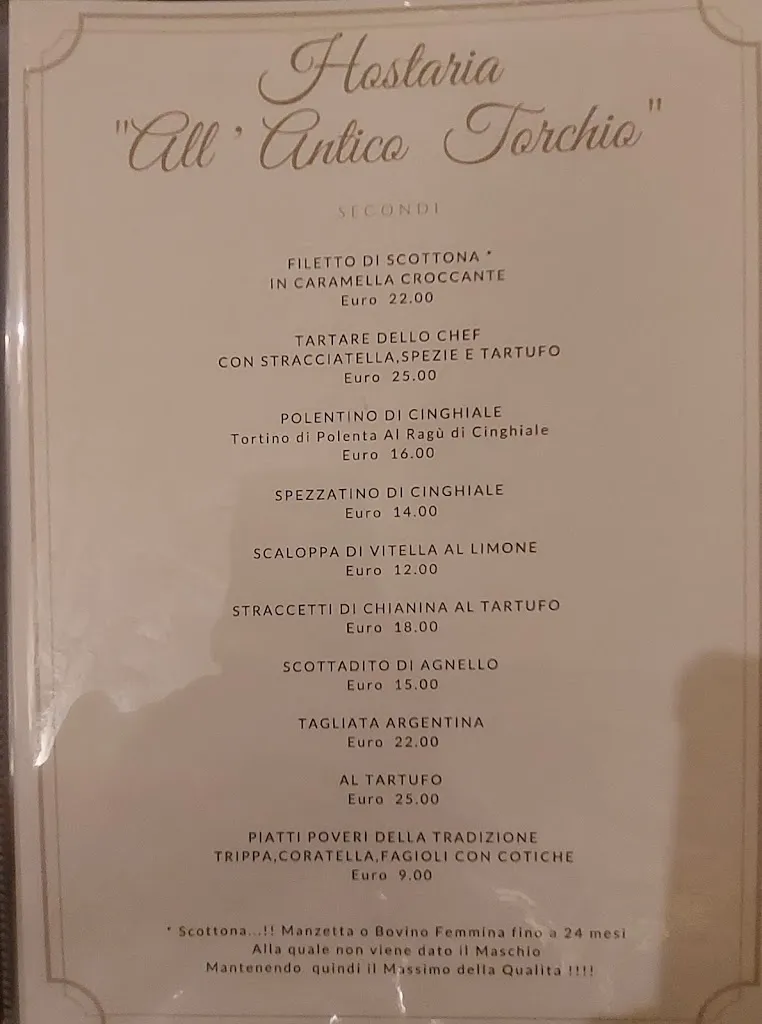 Hostaria
"All' Antico Torchio"
SECONDI
FILETTO DI SCOTTONA *
IN CARAMELLA CROCCANTE
Euro 22.00
TARTARE DELLO CHEF
CON STRACCIATELLA,SPEZIE E TARTUFO
Euro 25.00
POLENTINO DI CINGHIALE
Tortino di Polenta Al Ragù di Cinghiale
Euro 16.00
SPEZZATINO DI CINGHIALE
Euro 14.00
SCALOPPA DI VITELLA AL LIMONE
Euro 12.00
STRACCETTI DI CHIANINA AL TARTUFO
Euro 18.00
SCOTTADITO DI AGNELLO
Euro 15.00
TAGLIATA ARGENTINA
Euro 22.00
AL TARTUFO
Euro 25.00
PIATTI POVERI DELLA TRADIZIONE
TRIPPA,CORATELLA,FAGIOLI CON COTICHE
Euro 9.00
* Scottona...!! Manzetta o Bovino Femmina fino a 24 mesi
Alla quale non viene dato il Maschio
Mantenendo quindi il Massimo della Qualita !!!!